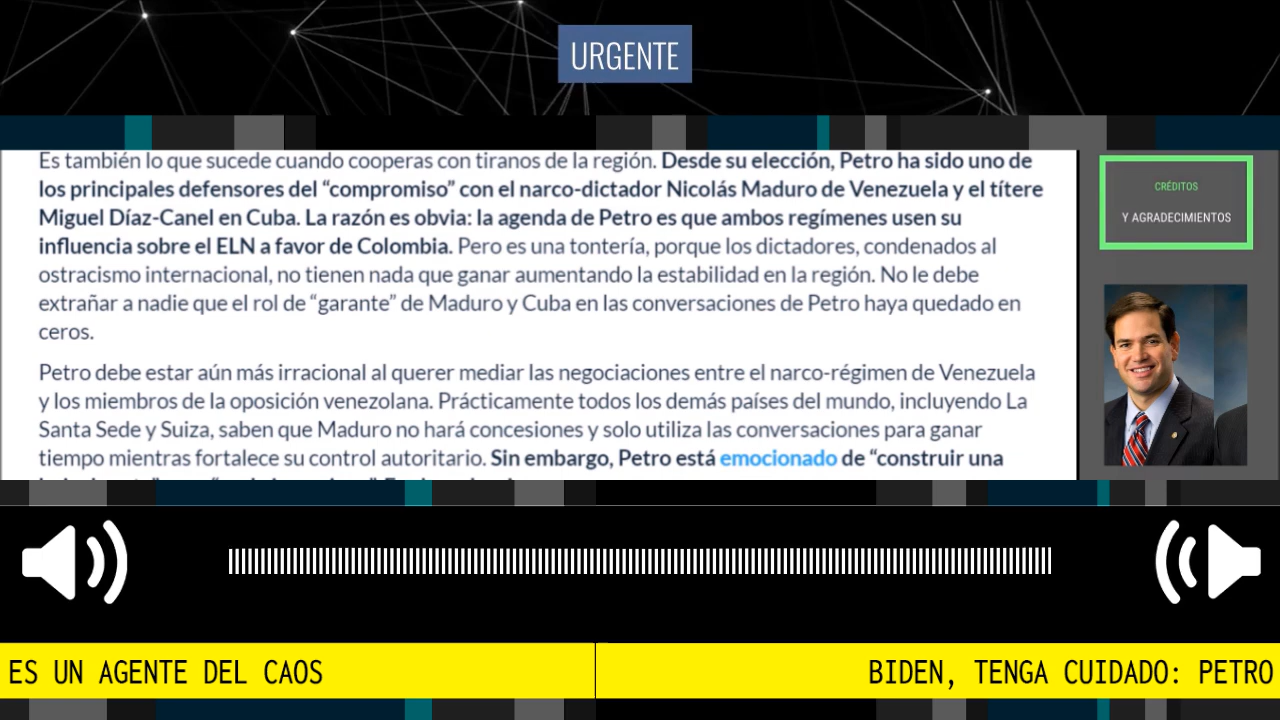 URGENTE
Es también lo que sucede cuando cooperas con tiranos de la región. Desde su elección, Petro ha sido uno de
los principales defensores del “compromiso” con el narco-dictador Nicolás Maduro de Venezuela y el títere
Miguel Díaz-Canel en Cuba. La razón es obvia: la agenda de Petro es que ambos regímenes usen su
influencia sobre el ELN a favor de Colombia. Pero es una tontería, porque los dictadores, condenados al
ostracismo internacional, no tienen nada que ganar aumentando la estabilidad en la región. No le debe
extrañar a nadie que el rol de “garante” de Maduro y Cuba en las conversaciones de Petro haya quedado en
ceros.
Petro debe estar aún más irracional al querer mediar las negociaciones entre el narco-régimen de Venezuela
y los miembros de la oposición venezolana. Prácticamente todos los demás países del mundo, incluyendo La
Santa Sede y Suiza, saben que Maduro no hará concesiones y solo utiliza las conversaciones para ganar
tiempo mientras fortalece su control autoritario. Sin embargo, Petro está emocionado de “construir una
CRÉDITOS
Y AGRADECIMIENTOS
ES UN AGENTE DEL CAOS
BIDEN, TENGA CUIDADO: PETRO